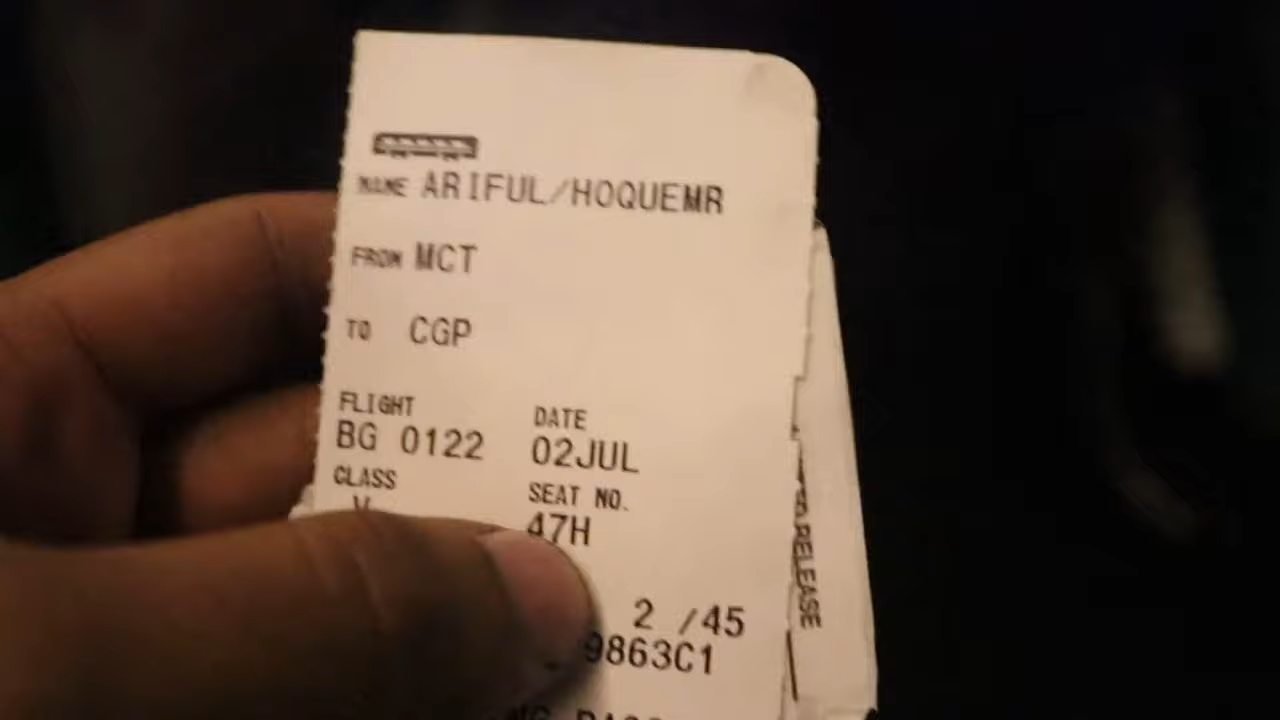 NAME ARIFUL/HOQUEMR
FROM MCT
TO CGP
FLIGHT DATE
BG 0122 02JUL
CLASS SEAT NO.
47H
2 /45
9863C1
RELEASE